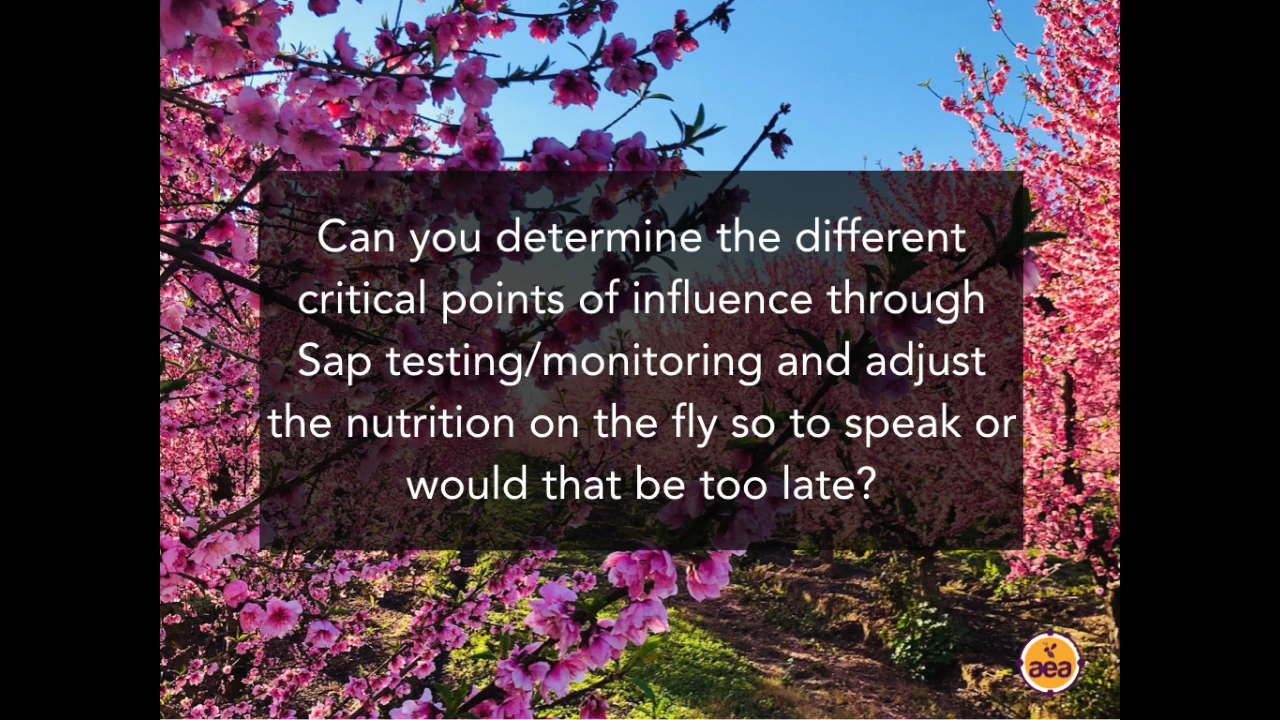 Can you determine the different
critical points of influence through
Sap testing/monitoring and adjust
the nutrition on the fly so to speak or
would that be too late?
aea